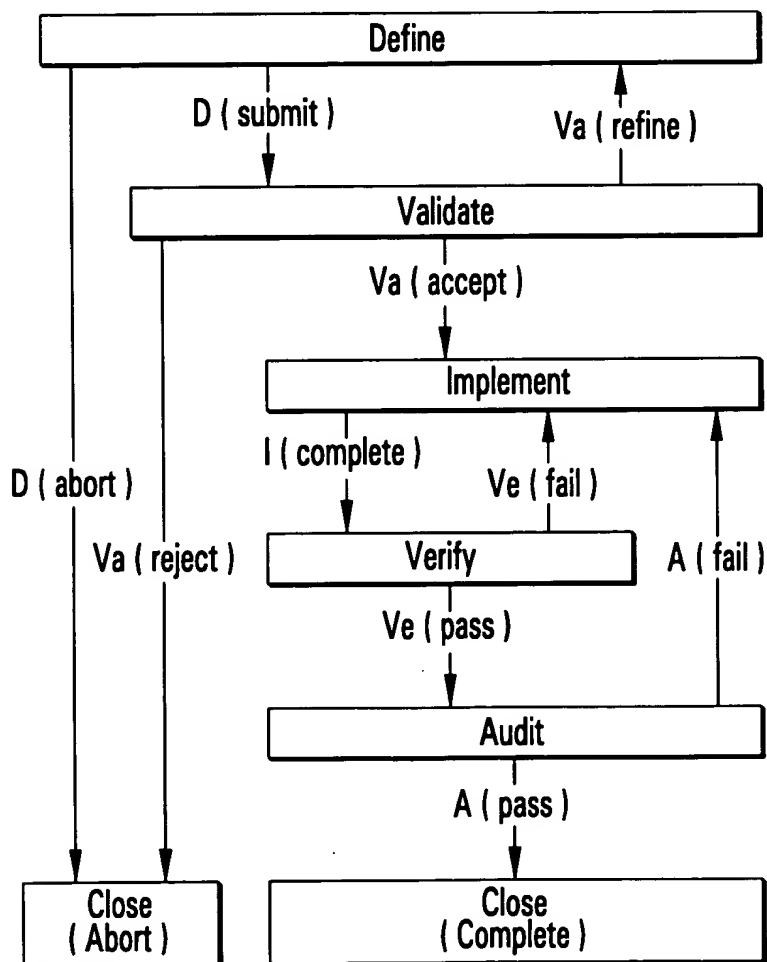 Define
D ( submit )
Va ( refine )
Validate
Va ( accept )
Implement
I ( complete )
D ( abort )
Ve ( fail )
Va ( reject )
Verify
A ( fail )
Ve ( pass )
Audit
A ( pass )
Close
( Abort )
Close
( Complete )